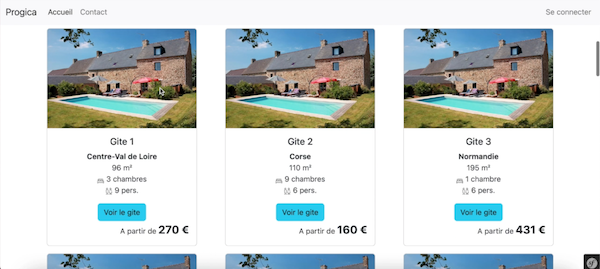 Progica Accueil Contact Se connecter
Gite 1
Centre-Val de Loire
96 m²
3 chambres
9 pers.
Voir le gite
A partir de 270 €
Gite 2
Corse
110 m²
9 chambres
6 pers.
Voir le gite
A partir de 160 €
Gite 3
Normandie
195 m²
1 chambre
6 pers.
Voir le gite
A partir de 431 €